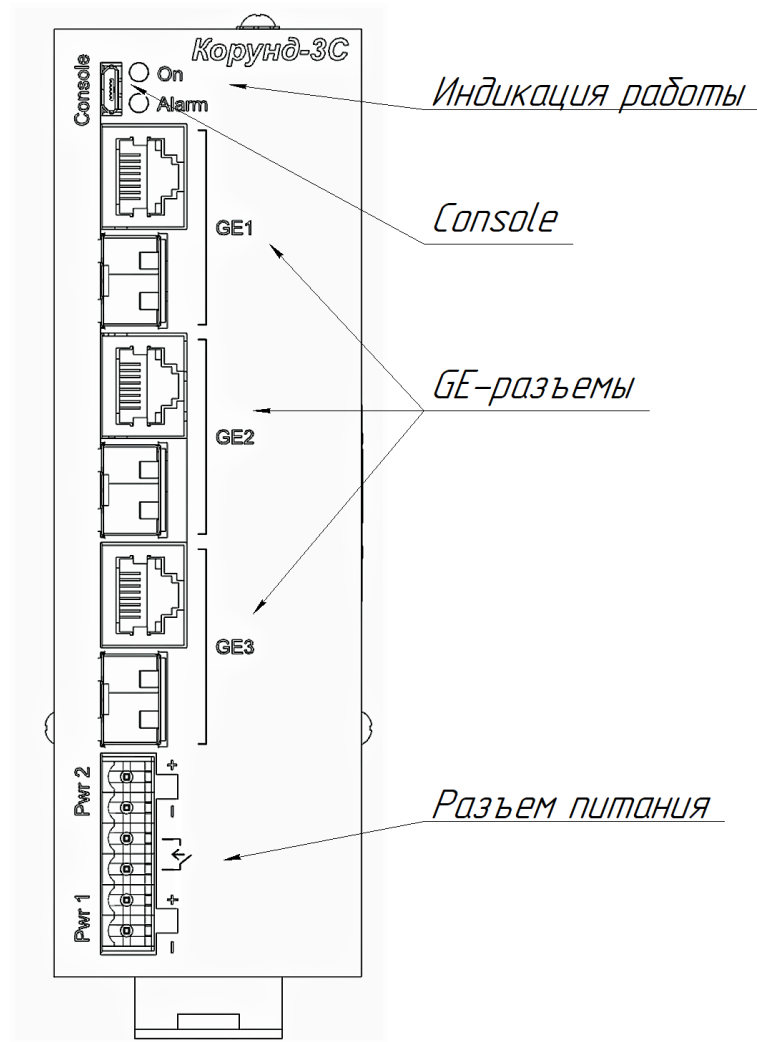 Корунд-3С
Console
On
Alarm
Индикация работы
GE1
Console
GE2
GE-разъемы
GE3
Pwr 2
+
−
Разъем питания
Pwr 1
+
−